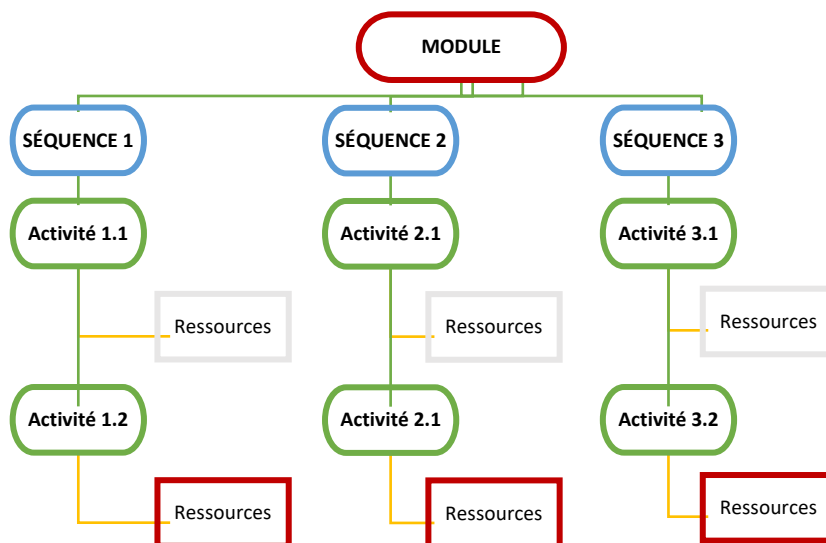 MODULE
SÉQUENCE 1
SÉQUENCE 2
SÉQUENCE 3
Activité 1.1
Activité 2.1
Activité 3.1
Ressources
Ressources
Ressources
Activité 1.2
Activité 2.1
Activité 3.2
Ressources
Ressources
Ressources